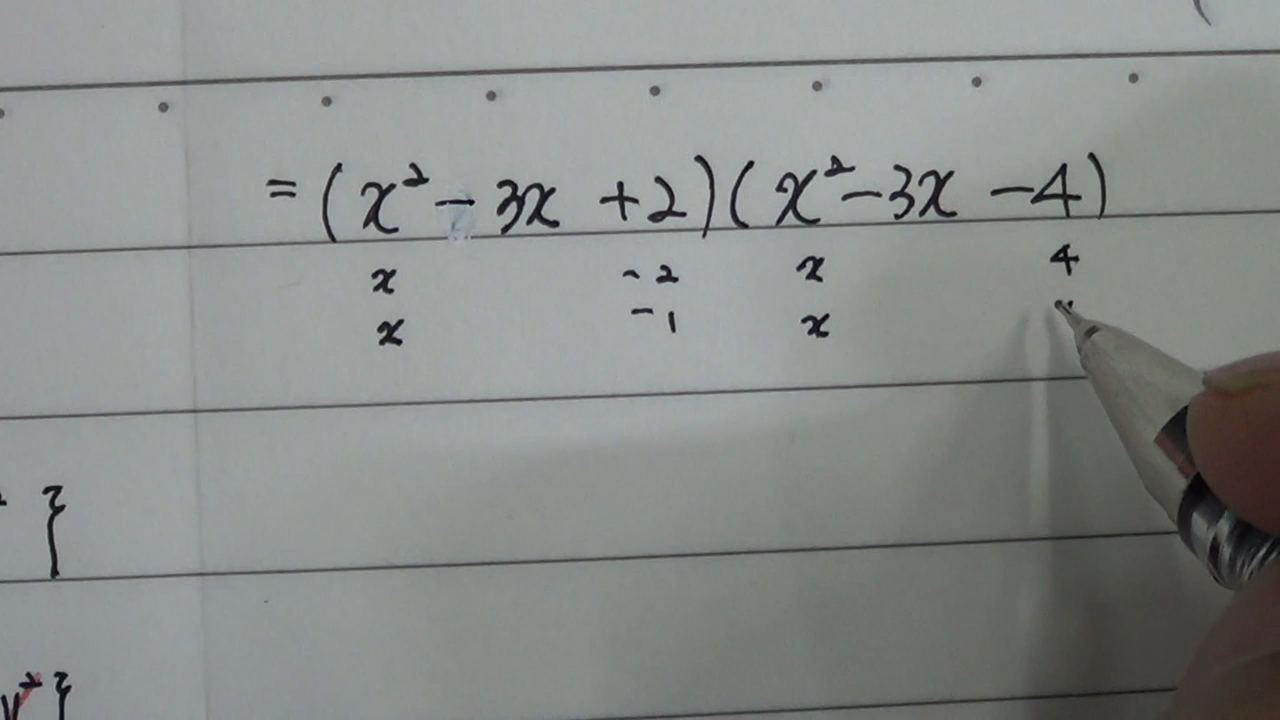 = (x² - 3x + 2)(x² - 3x - 4)
x -2 x 4
x -1 x
}
}